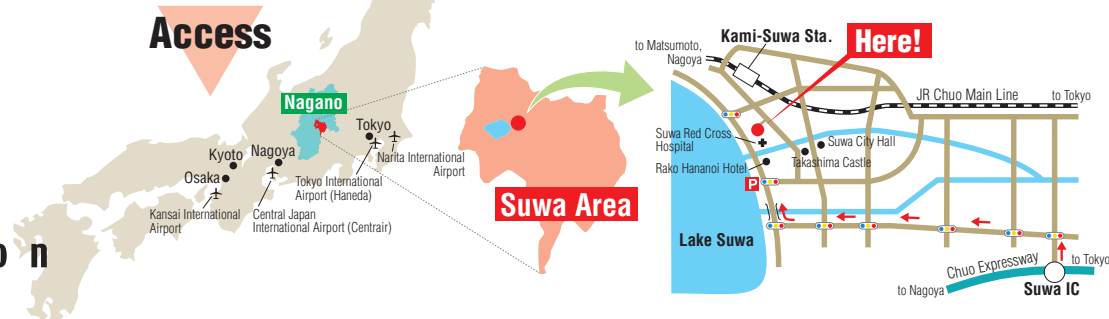 Access
Nagano
Tokyo
Narita International
Airport
Tokyo International
Airport (Haneda)
Kyoto
Nagoya
Osaka
Kansai International
Airport
Central Japan
International Airport (Centrair)
o n
Suwa Area
Kami-Suwa Sta.
Here!
to Matsumoto,
Nagoya
JR Chuo Main Line
to Tokyo
Suwa Red Cross
Hospital
Suwa City Hall
Takashima Castle
Rako Hananoi Hotel
P
Lake Suwa
Chuo Expressway
to Tokyo
to Nagoya
Suwa IC